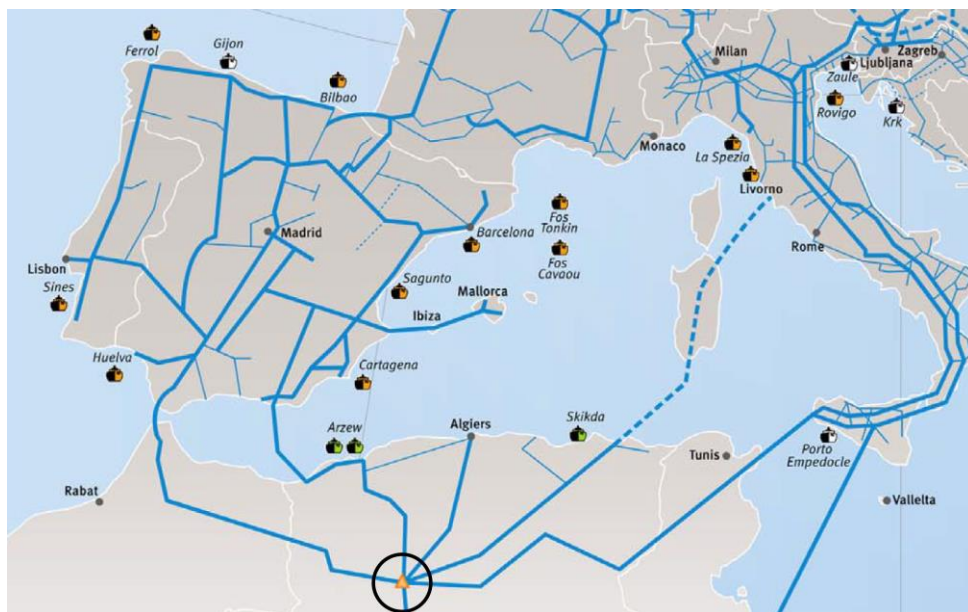 Ferrol
Gijon
Bilbao
Milan
Zagreb
Ljubljana
Zaule
Rovigo
Krk
Monaco
La Spezia
Livorno
Fos
Tonkin
Fos
Cavaou
Rome
Madrid
Barcelona
Lisbon
Sines
Sagunto
Mallorca
Ibiza
Huelva
Cartagena
Arzew
Algiers
Skikda
Tunis
Porto
Empedocle
Rabat
Vallelta